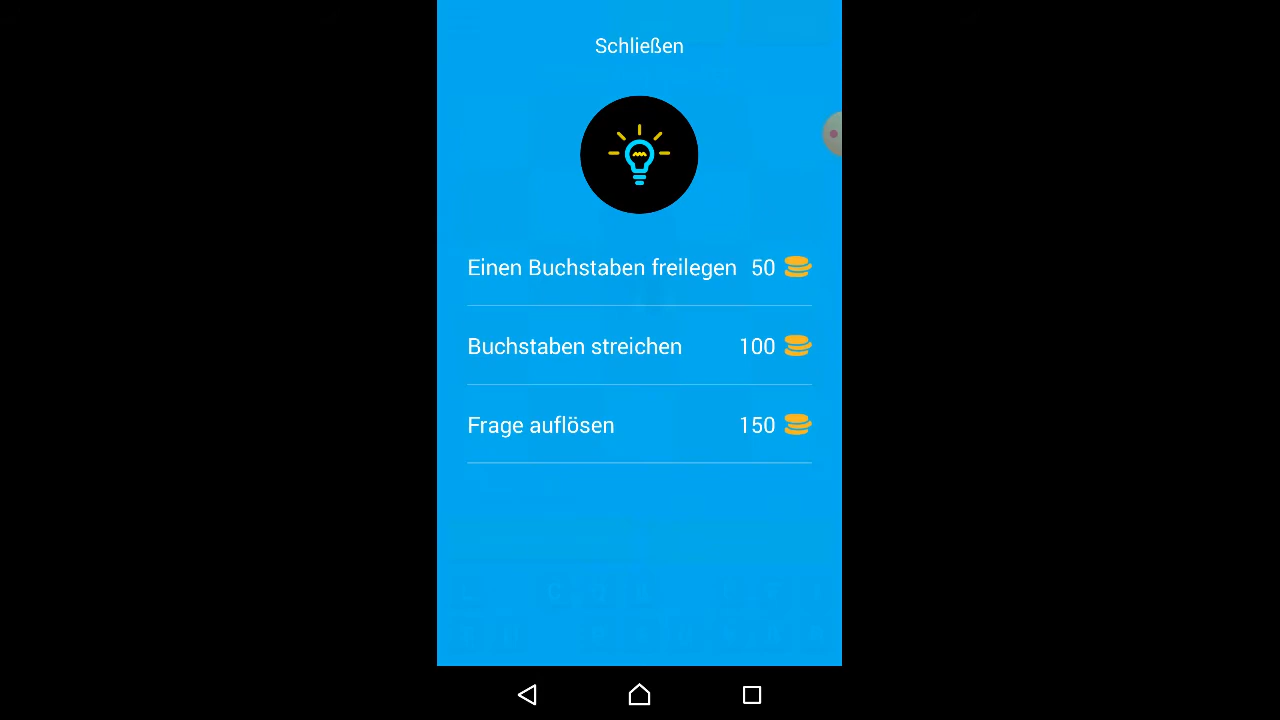 Schließen
Einen Buchstaben freilegen 50
Buchstaben streichen 100
Frage auflösen 150